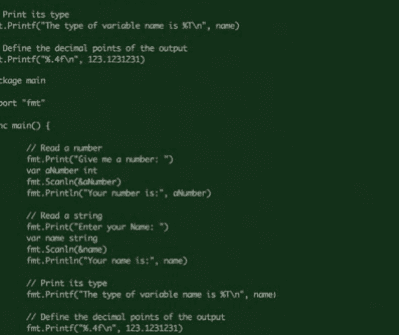 Print its type
t.Printf("The type of variable name is %T\n", name)
Define the decimal points of the output
t.Printf("%.4f\n", 123.1231231)
ckage main
port "fmt"
nc main() {
// Read a number
fmt.Print("Give me a number: ")
var aNumber int
fmt.Scanln(&aNumber)
fmt.Println("Your number is:", aNumber)
// Read a string
fmt.Print("Enter your Name: ")
var name string
fmt.Scanln(&name)
fmt.Println("Your name is:", name)
// Print its type
fmt.Printf("The type of variable name is %T\n", name)
// Define the decimal points of the output
fmt.Printf("%.4f\n", 123.1231231)